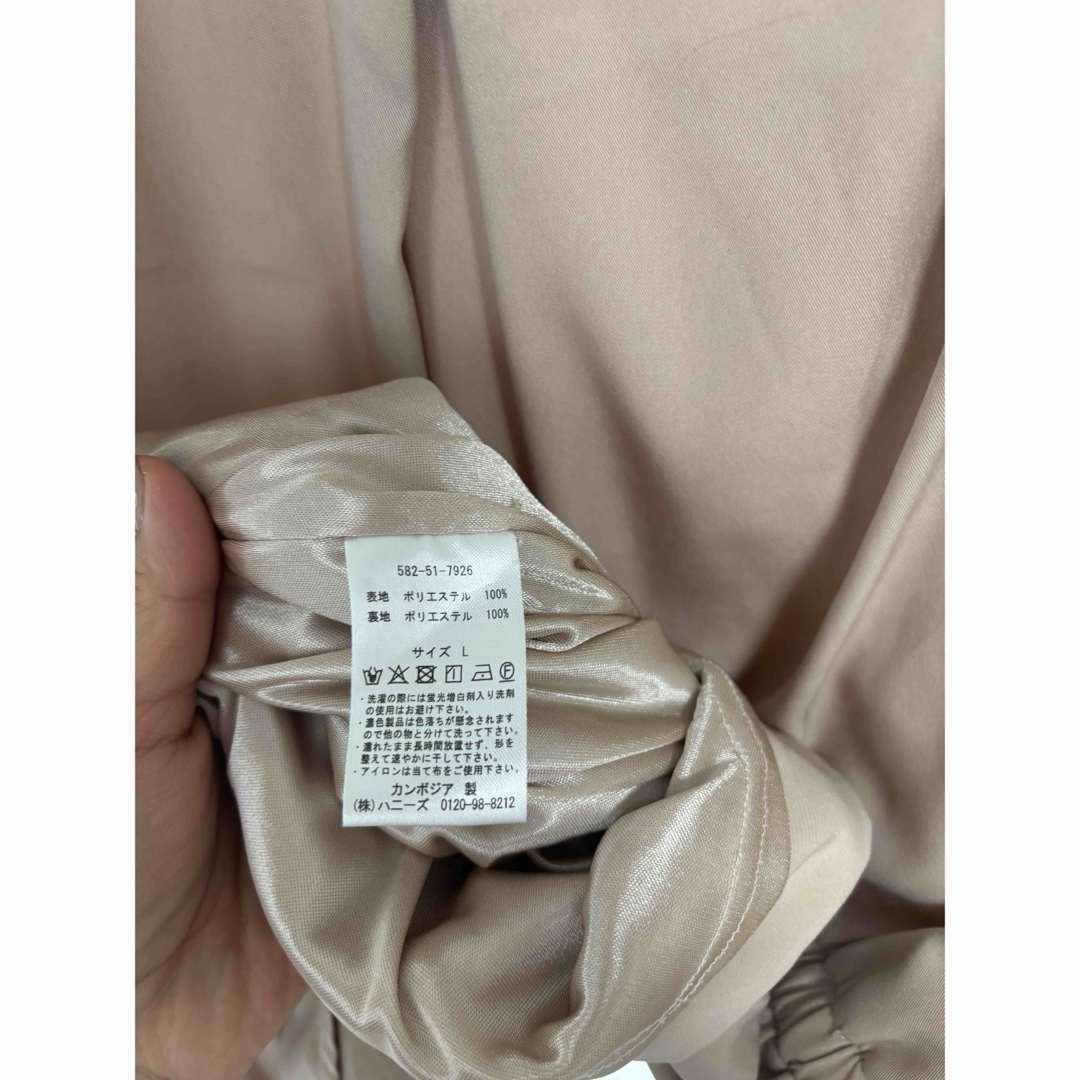 582-51-7926
表地 ポリエステル 100%
裏地 ポリエステル 100%
サイズ L
・洗濯の際には蛍光増白剤入り洗剤
の使用はお避け下さい。
・濃色製品は色落ちが懸念されます
ので他の物と分けて洗って下さい。
・濡れたまま長時間放置せず、形を
整えて速やかに干して下さい。
・アイロンは当て布をご使用下さい。
カンボジア 製
(株)ハニーズ 0120-98-8212